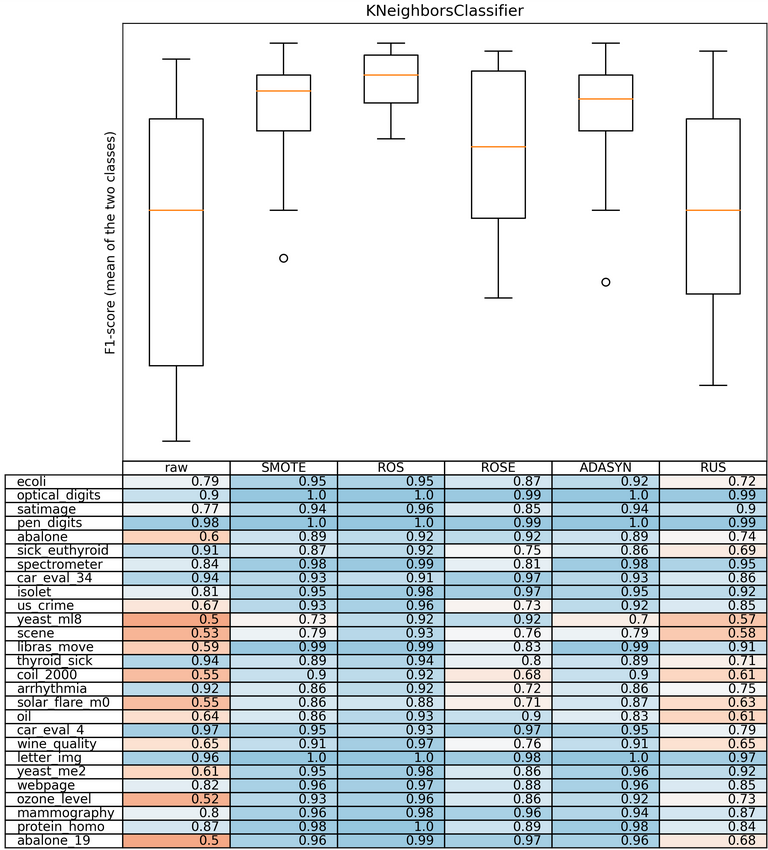 KNeighborsClassifier
F1-score (mean of the two classes)
raw SMOTE ROS ROSE ADASYN RUS
ecoli 0.79 0.95 0.95 0.87 0.92 0.72
optical_digits 0.9 1.0 1.0 0.99 1.0 0.99
satimage 0.77 0.94 0.96 0.85 0.94 0.9
pen_digits 0.98 1.0 1.0 0.99 1.0 0.99
abalone 0.6 0.89 0.92 0.92 0.89 0.74
sick_euthyroid 0.91 0.87 0.92 0.75 0.86 0.69
spectrometer 0.84 0.98 0.99 0.81 0.98 0.95
car_eval_34 0.94 0.93 0.91 0.97 0.93 0.86
isolet 0.81 0.95 0.98 0.97 0.95 0.92
us_crime 0.67 0.93 0.96 0.73 0.92 0.85
yeast_ml8 0.5 0.73 0.92 0.92 0.7 0.57
scene 0.53 0.79 0.93 0.76 0.79 0.58
libras_move 0.59 0.99 0.99 0.83 0.99 0.91
thyroid_sick 0.94 0.89 0.94 0.8 0.89 0.71
coil_2000 0.55 0.9 0.92 0.68 0.9 0.61
arrhythmia 0.92 0.86 0.92 0.72 0.86 0.75
solar_flare_m0 0.55 0.86 0.88 0.71 0.87 0.63
oil 0.64 0.86 0.93 0.9 0.83 0.61
car_eval_4 0.97 0.95 0.93 0.97 0.95 0.79
wine_quality 0.65 0.91 0.97 0.76 0.91 0.65
letter_img 0.96 1.0 1.0 0.98 1.0 0.97
yeast_me2 0.61 0.95 0.98 0.86 0.96 0.92
webpage 0.82 0.96 0.97 0.88 0.96 0.85
ozone_level 0.52 0.93 0.96 0.86 0.92 0.73
mammography 0.8 0.96 0.98 0.96 0.94 0.87
protein_homo 0.87 0.98 1.0 0.89 0.98 0.84
abalone_19 0.5 0.96 0.99 0.97 0.96 0.68